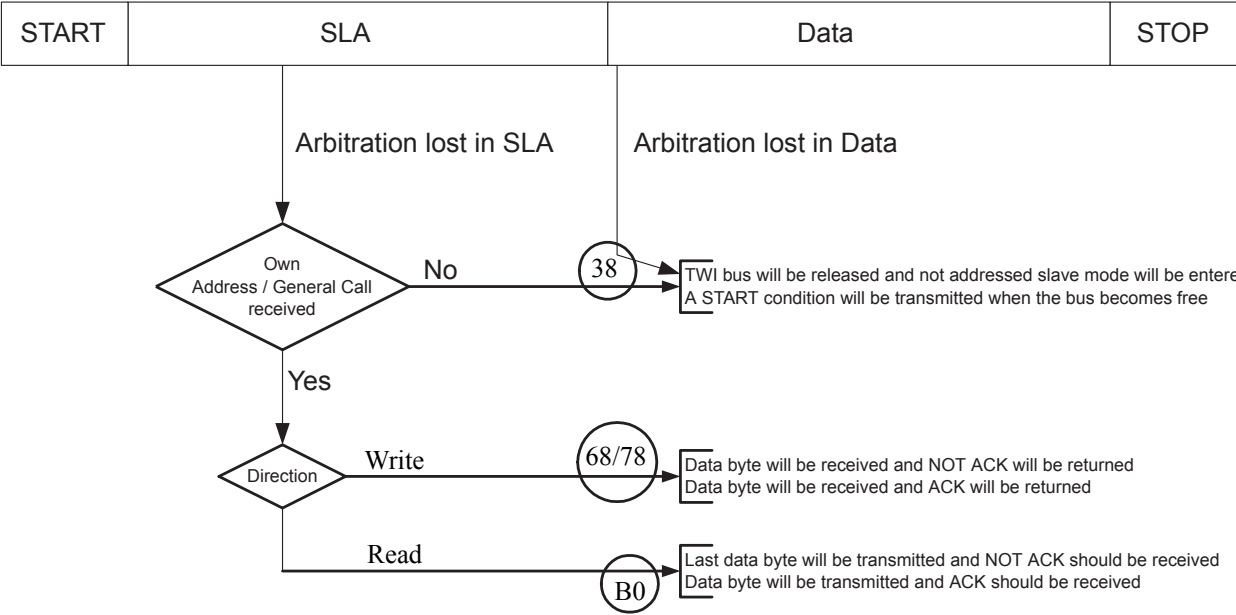 START SLA Data STOP
Arbitration lost in SLA Arbitration lost in Data
Own
Address / General Call
received
No
38
TWI bus will be released and not addressed slave mode will be entere
A START condition will be transmitted when the bus becomes free
Yes
Direction
Write
68/78
Data byte will be received and NOT ACK will be returned
Data byte will be received and ACK will be returned
Read
B0
Last data byte will be transmitted and NOT ACK should be received
Data byte will be transmitted and ACK should be received